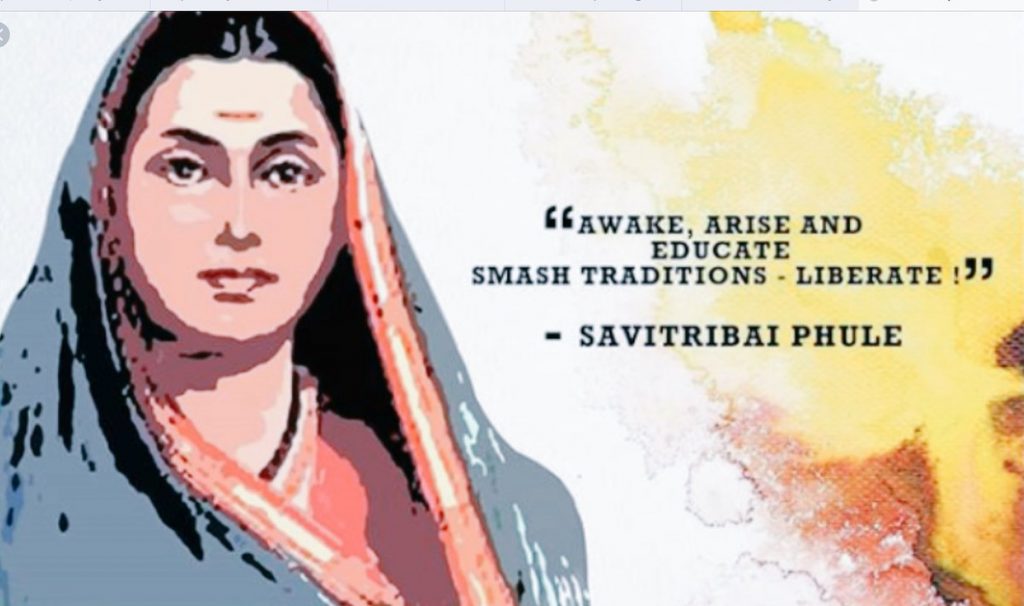 “AWAKE, ARISE AND
EDUCATE
SMASH TRADITIONS - LIBERATE !”
- SAVITRIBAI PHULE